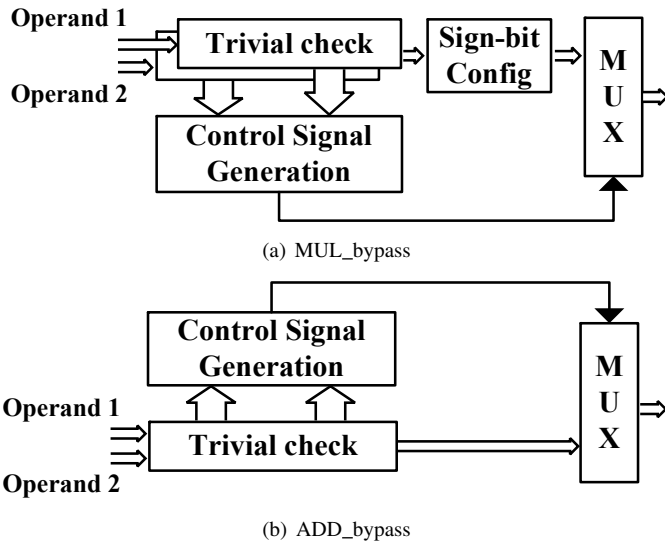 Operand 1
Trivial check
Operand 2
Sign-bit
Config
M
U
X
Control Signal
Generation
(a) MUL_bypass
Control Signal
Generation
M
U
X
Operand 1
Trivial check
Operand 2
(b) ADD_bypass